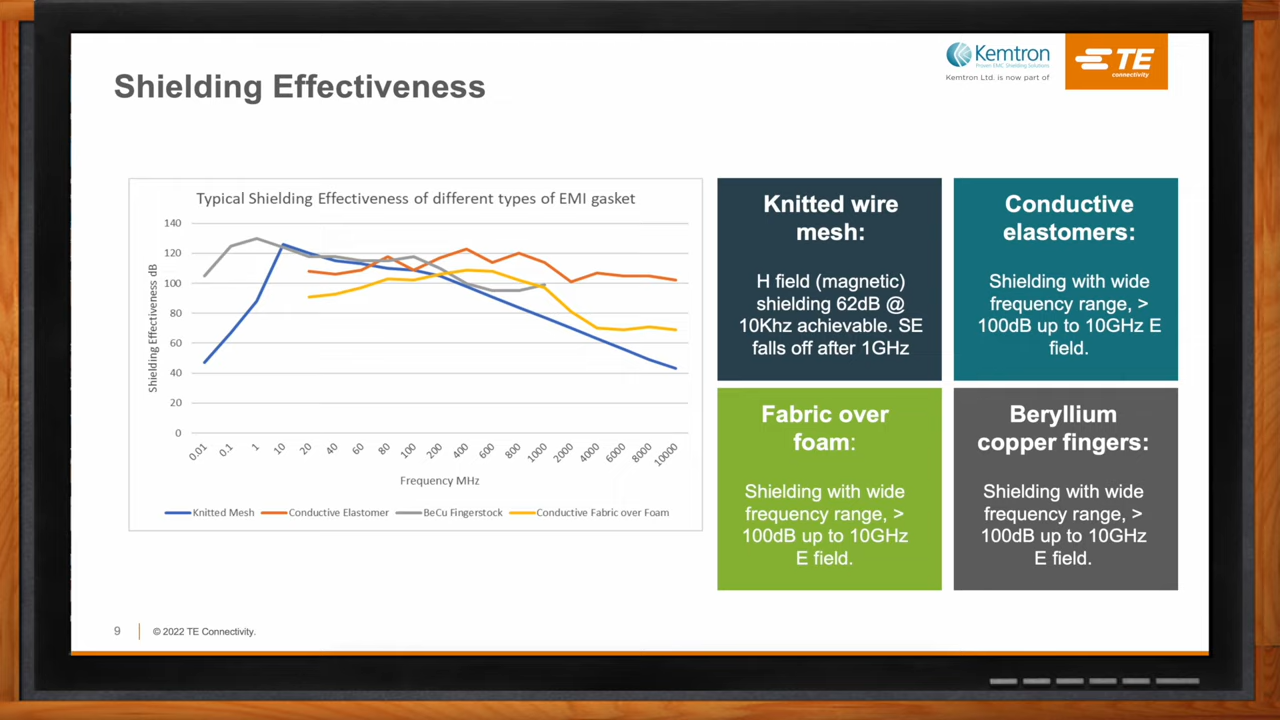 Shielding Effectiveness
Kemtron
Proven EMC Shielding Solutions
Kemtron Ltd. is now part of
TE
connectivity
Typical Shielding Effectiveness of different types of EMI gasket
Shielding Effectiveness dB
140
120
100
80
60
40
20
0
0.01 0.1 1 10 20 40 60 80 100 200 400 600 800 1000 2000 4000 6000 8000 10000
Frequency MHz
Knitted Mesh Conductive Elastomer BeCu Fingerstock Conductive Fabric over Foam
Knitted wire
mesh:
H field (magnetic)
shielding 62dB @
10Khz achievable. SE
falls off after 1GHz
Conductive
elastomers:
Shielding with wide
frequency range, >
100dB up to 10GHz E
field.
Fabric over
foam:
Shielding with wide
frequency range, >
100dB up to 10GHz
E field.
Beryllium
copper fingers:
Shielding with wide
frequency range, >
100dB up to 10GHz
E field.
9
© 2022 TE Connectivity.